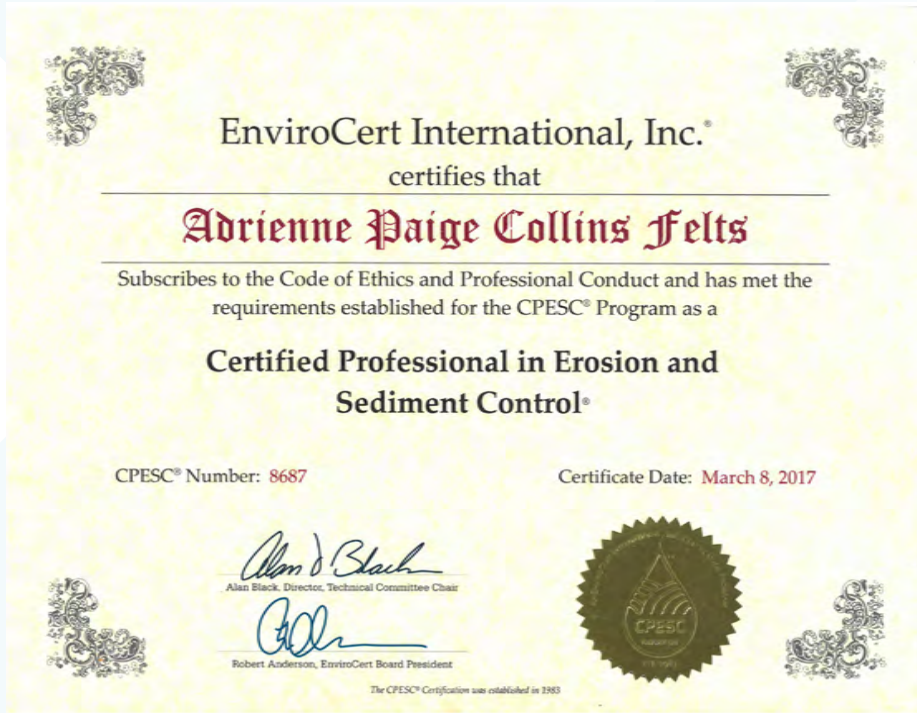 EnviroCert International, Inc.®
certifies that
Adrienne Paige Collins Felts
Subscribes to the Code of Ethics and Professional Conduct and has met the
requirements established for the CPESC® Program as a
Certified Professional in Erosion and
Sediment Control®
CPESC® Number: 8687
Certificate Date: March 8, 2017
Alan D Black
Alan Black, Director, Technical Committee Chair
Robert Anderson, EnviroCert Board President
CPESC
The CPESC® Certification was established in 1983